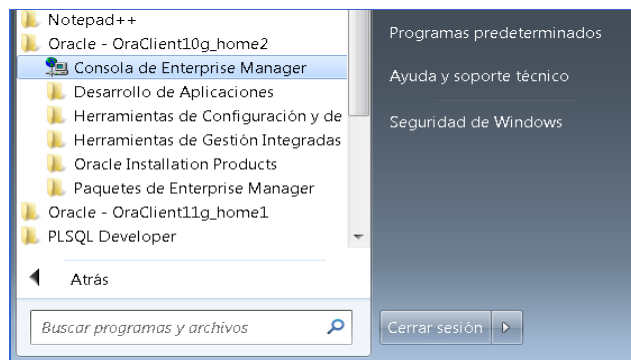 Notepad++
Oracle - OraClient10g_home2
Consola de Enterprise Manager
Desarrollo de Aplicaciones
Herramientas de Configuración y de
Herramientas de Gestión Integradas
Oracle Installation Products
Paquetes de Enterprise Manager
Oracle - OraClient11g_home1
PLSQL Developer
Atrás
Buscar programas y archivos
Programas predeterminados
Ayuda y soporte técnico
Seguridad de Windows
Cerrar sesión